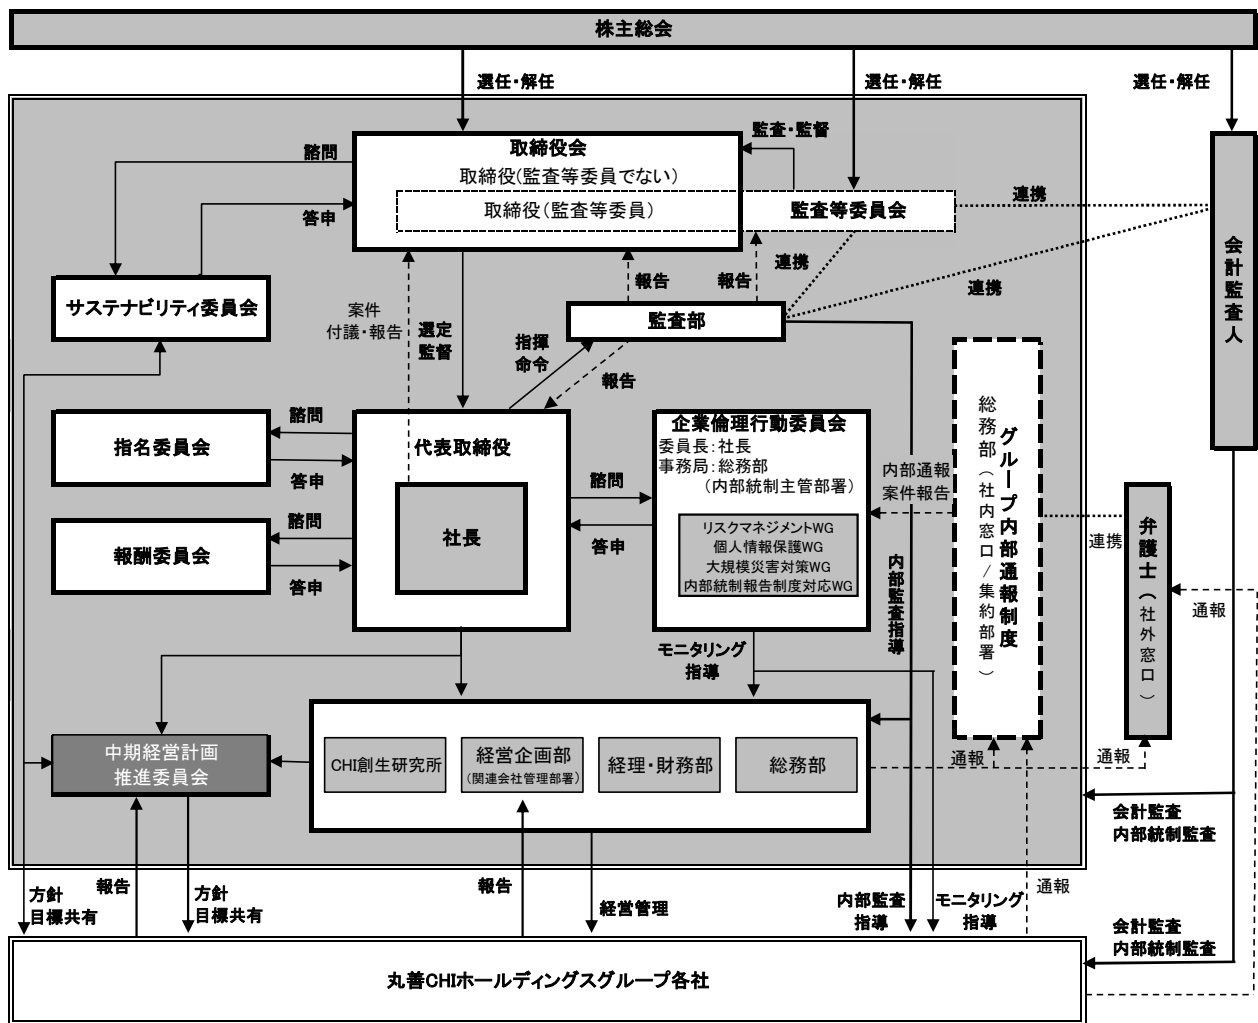 株主総会
選任・解任
選任・解任
選任・解任
監査・監督
諮問
取締役会
取締役(監査等委員でない)
取締役(監査等委員)
監査等委員会
答申
連携
会計監査人
連携
連携
報告
報告
サステナビリティ委員会
案件
付議・報告
選定
監督
監査部
指揮
命令
報告
指名委員会
諮問
答申
代表取締役
社長
報酬委員会
諮問
答申
諮問
答申
企業倫理行動委員会
委員長:社長
事務局:総務部
(内部統制主管部署)
リスクマネジメントWG
個人情報保護WG
大規模災害対策WG
内部統制報告制度対応WG
内部通報
案件報告
内部監査指導
グループ内部通報制度
総務部(社内窓口/集約部署)
連携
弁護士(社外窓口)
通報
モニタリング
指導
中期経営計画
推進委員会
CHI創生研究所
経営企画部
(関連会社管理部署)
経理・財務部
総務部
通報
通報
会計監査
内部統制監査
方針
目標共有
報告
方針
目標共有
報告
経営管理
内部監査
指導
モニタリング
指導
通報
会計監査
内部統制監査
丸善CHIホールディングスグループ各社